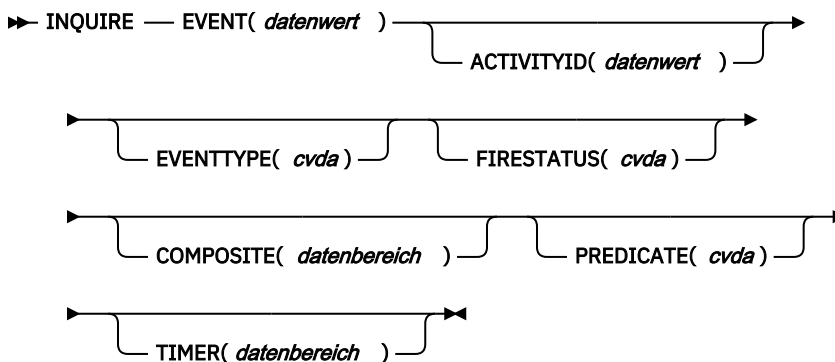 INQUIRE EVENT( datenwert )
ACTIVITYID( datenwert )
EVENTTYPE( cvda ) FIRESTATUS( cvda )
COMPOSITE( datenbereich ) PREDICATE( cvda )
TIMER( datenbereich )